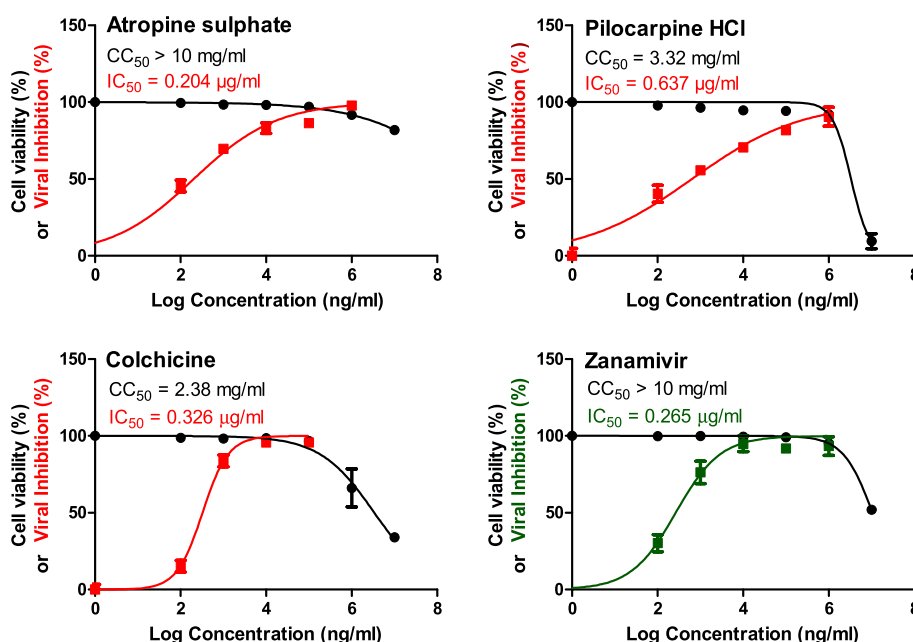 Atropine sulphate
CC50 > 10 mg/ml
IC50 = 0.204 µg/ml
Cell viability (%)
or Viral Inhibition (%)
150
100
50
0
0 2 4 6 8
Log Concentration (ng/ml)
Pilocarpine HCl
CC50 = 3.32 mg/ml
IC50 = 0.637 µg/ml
Cell viability (%)
or Viral Inhibition (%)
150
100
50
0
0 2 4 6 8
Log Concentration (ng/ml)
Colchicine
CC50 = 2.38 mg/ml
IC50 = 0.326 µg/ml
Cell viability (%)
or Viral Inhibition (%)
150
100
50
0
0 2 4 6 8
Log Concentration (ng/ml)
Zanamivir
CC50 > 10 mg/ml
IC50 = 0.265 µg/ml
Cell viability (%)
or Viral Inhibition (%)
150
100
50
0
0 2 4 6 8
Log Concentration (ng/ml)